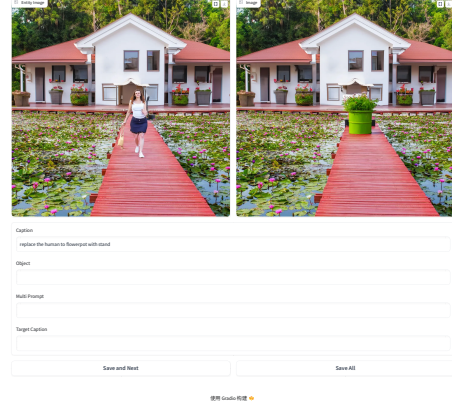 Entity Image
Image
Caption
replace the human to flowerpot with stand
Object
Multi Prompt
Target Caption
Save and Next
Save All
使用 Gradio 构建